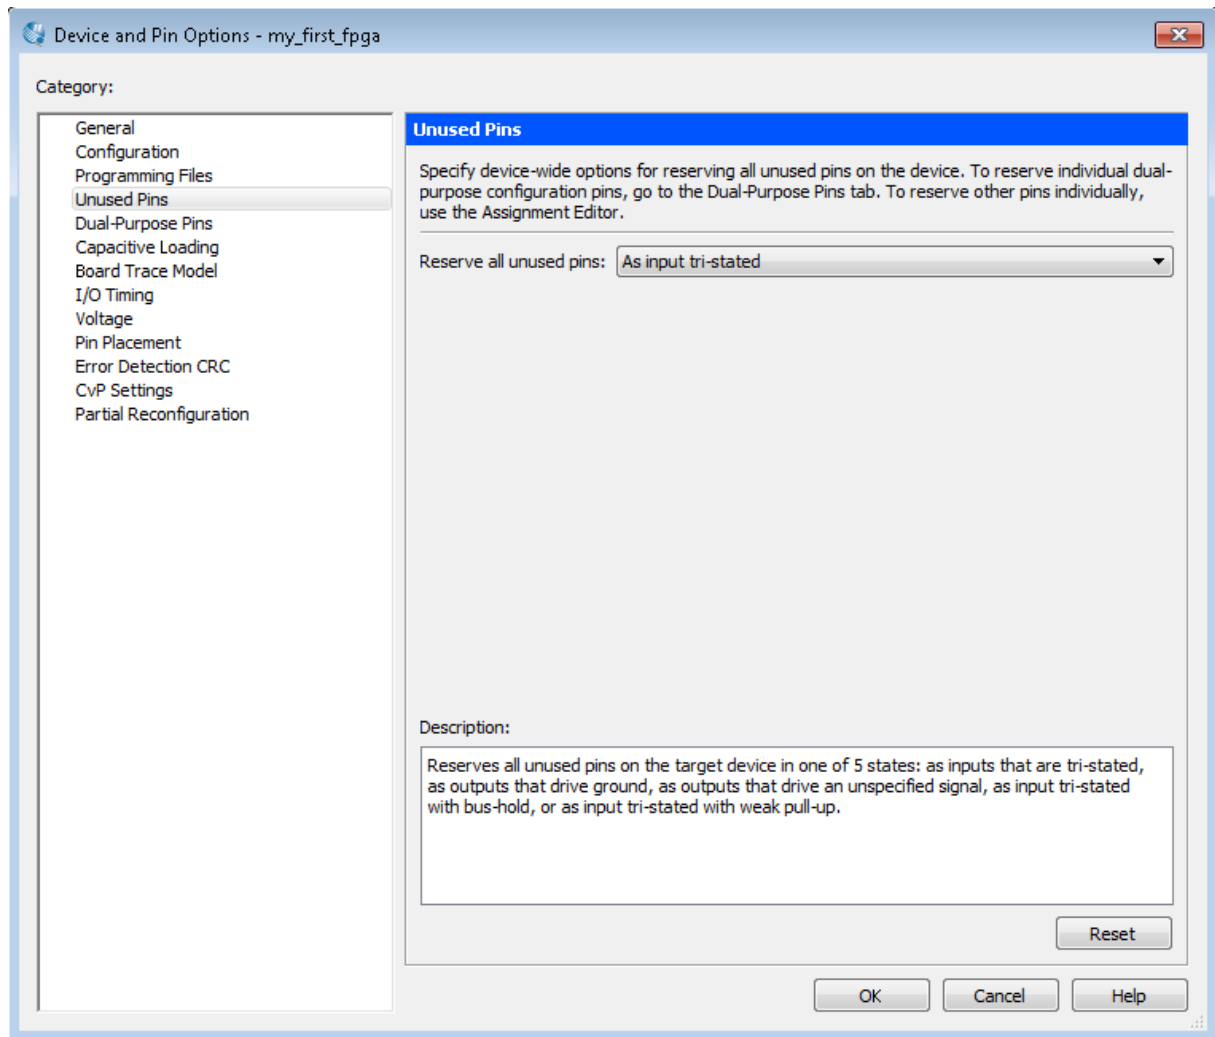 Device and Pin Options - my_first_fpga
Category:
General
Configuration
Programming Files
Unused Pins
Dual-Purpose Pins
Capacitive Loading
Board Trace Model
I/O Timing
Voltage
Pin Placement
Error Detection CRC
CvP Settings
Partial Reconfiguration
Unused Pins
Specify device-wide options for reserving all unused pins on the device. To reserve individual dual-
purpose configuration pins, go to the Dual-Purpose Pins tab. To reserve other pins individually,
use the Assignment Editor.
Reserve all unused pins: As input tri-stated
Description:
Reserves all unused pins on the target device in one of 5 states: as inputs that are tri-stated,
as outputs that drive ground, as outputs that drive an unspecified signal, as input tri-stated
with bus-hold, or as input tri-stated with weak pull-up.
Reset
OK Cancel Help